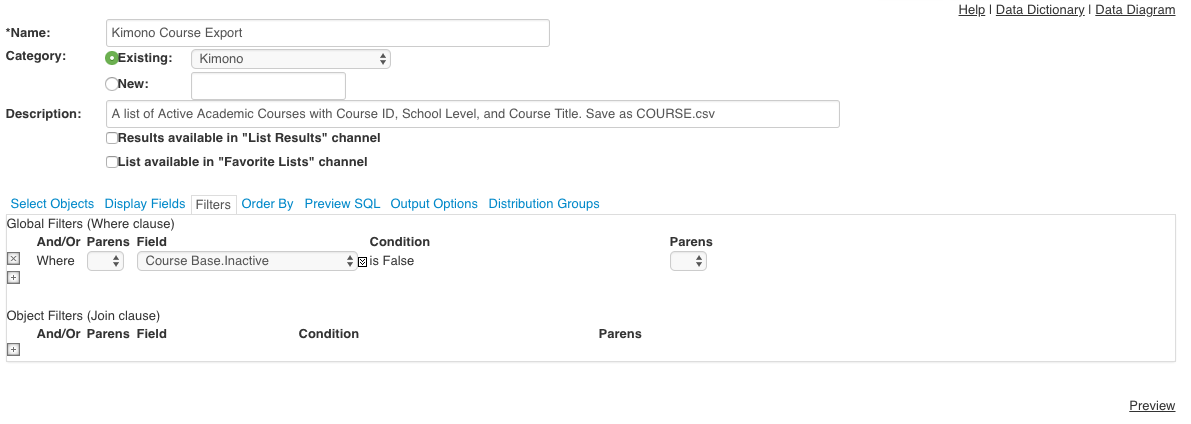 Help | Data Dictionary | Data Diagram
*Name: Kimono Course Export
Category: Existing: Kimono
New:
Description: A list of Active Academic Courses with Course ID, School Level, and Course Title. Save as COURSE.csv
Results available in "List Results" channel
List available in "Favorite Lists" channel
Select Objects Display Fields Filters Order By Preview SQL Output Options Distribution Groups
Global Filters (Where clause)
And/Or Parens Field Condition Parens
Where Course Base.Inactive is False
Object Filters (Join clause)
And/Or Parens Field Condition Parens
Preview